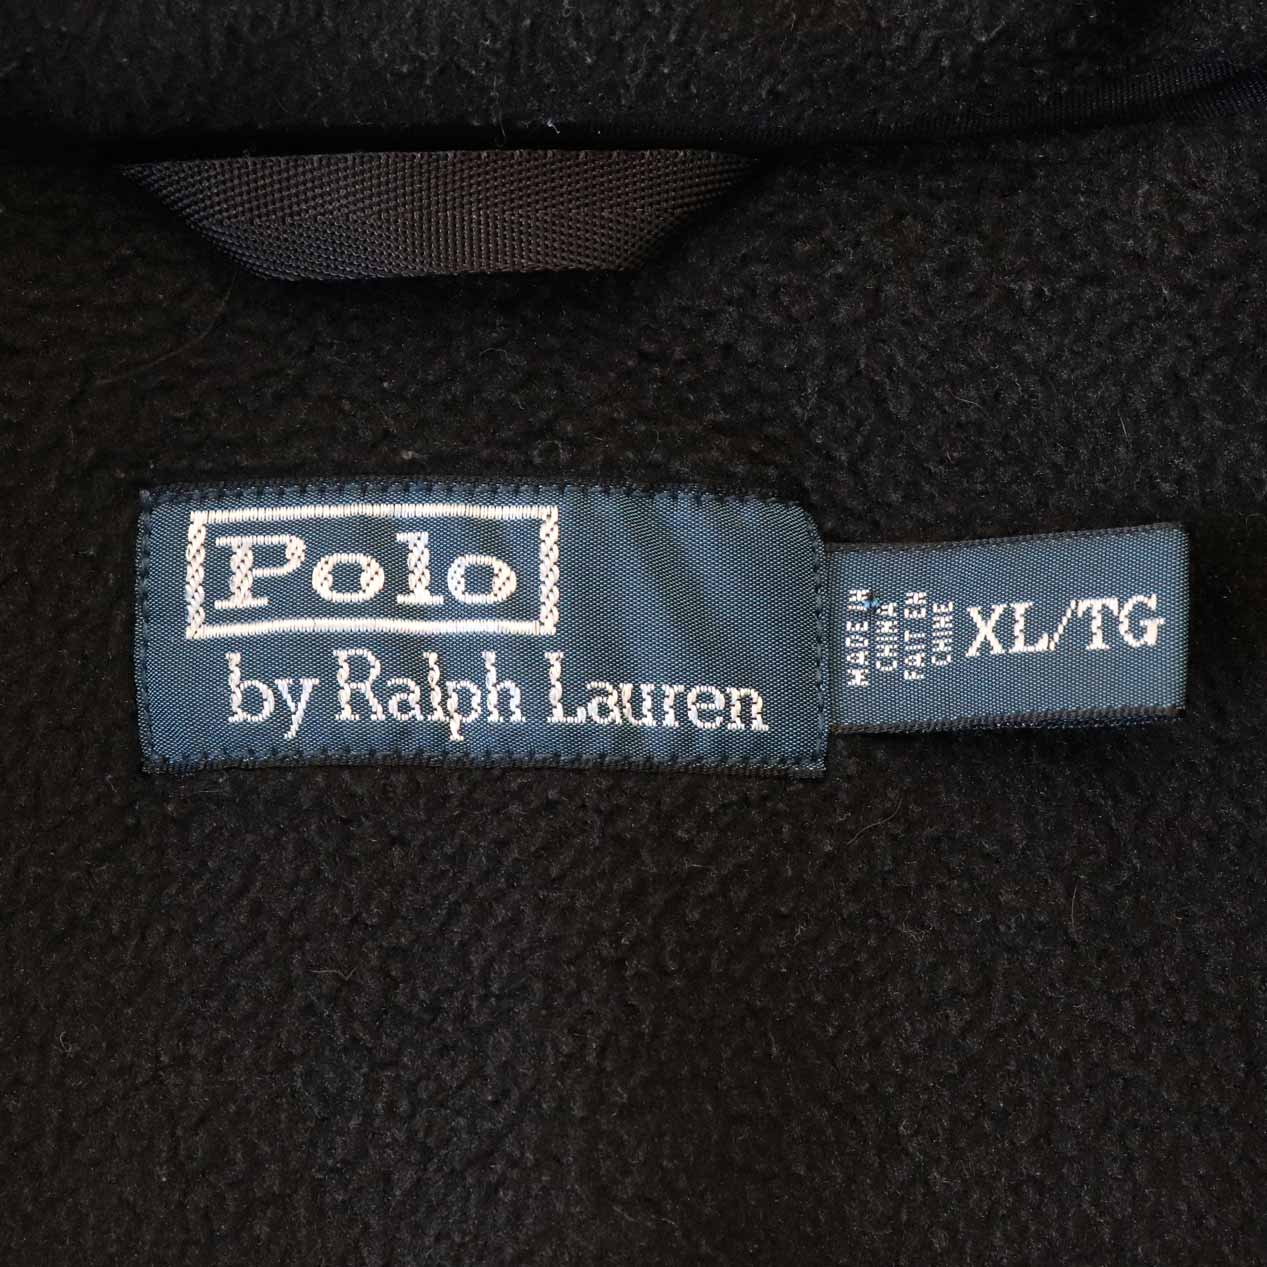 Polo
by Ralph Lauren
MADE IN
CHINA
FAIT EN
CHINE
XL/TG